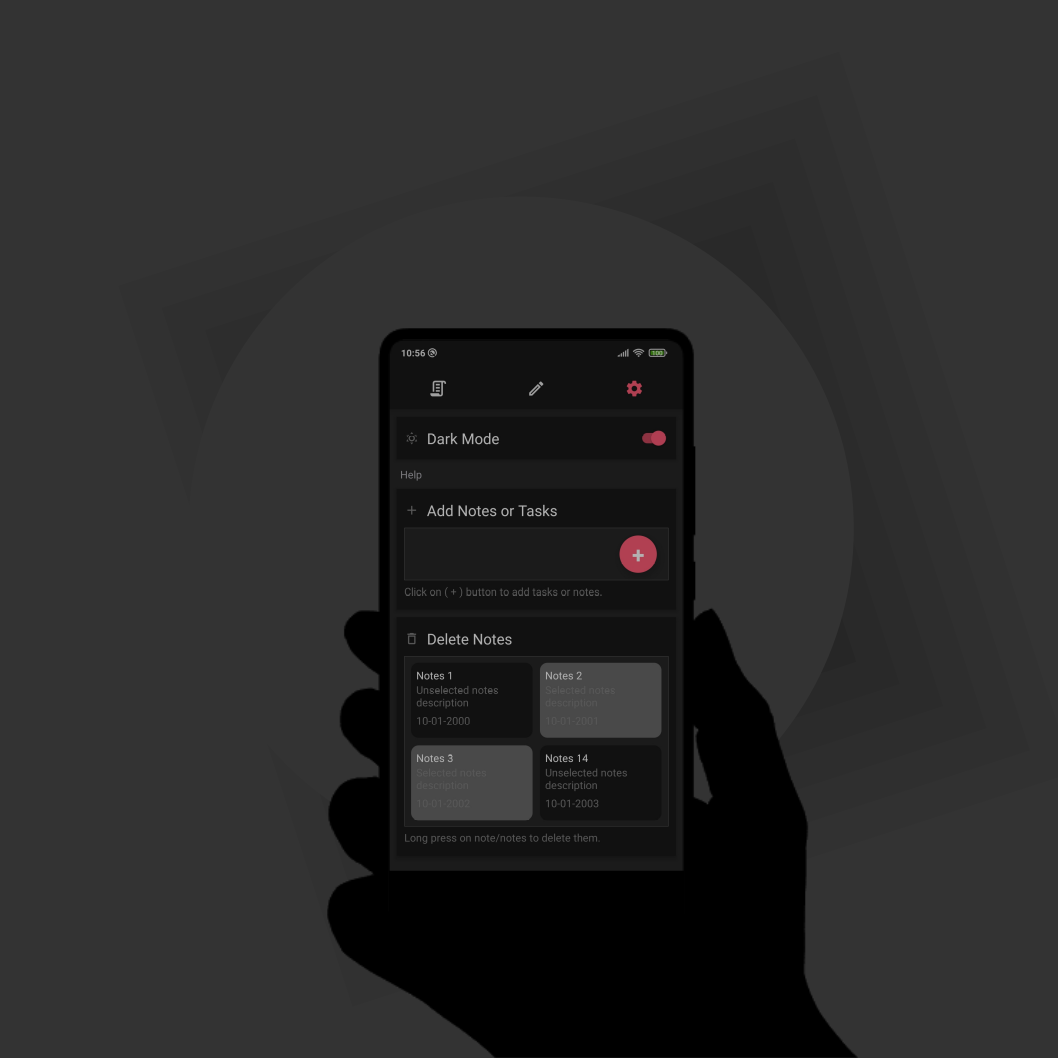 10:56
100
Dark Mode
Help
Add Notes or Tasks
+
Click on ( + ) button to add tasks or notes.
Delete Notes
Notes 1
Unselected notes
description
10-01-2000
Notes 2
Selected notes
description
10-01-2001
Notes 3
Selected notes
description
10-01-2002
Notes 14
Unselected notes
description
10-01-2003
Long press on note/notes to delete them.